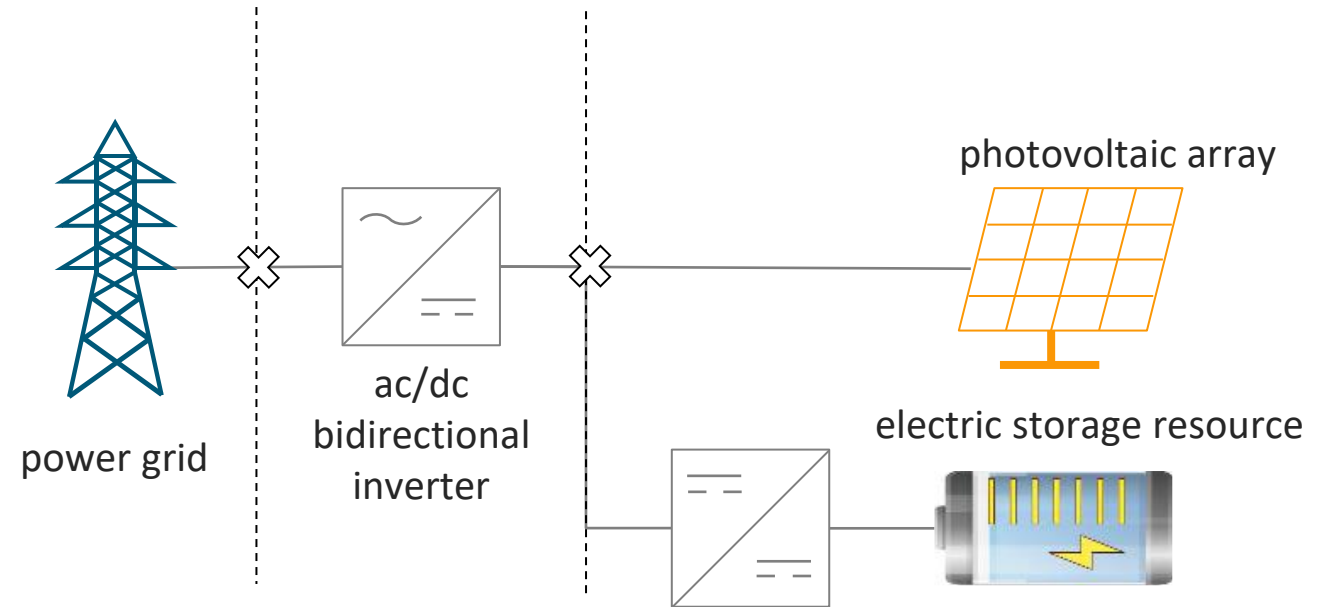 photovoltaic array
ac/dc
bidirectional
inverter
power grid
electric storage resource